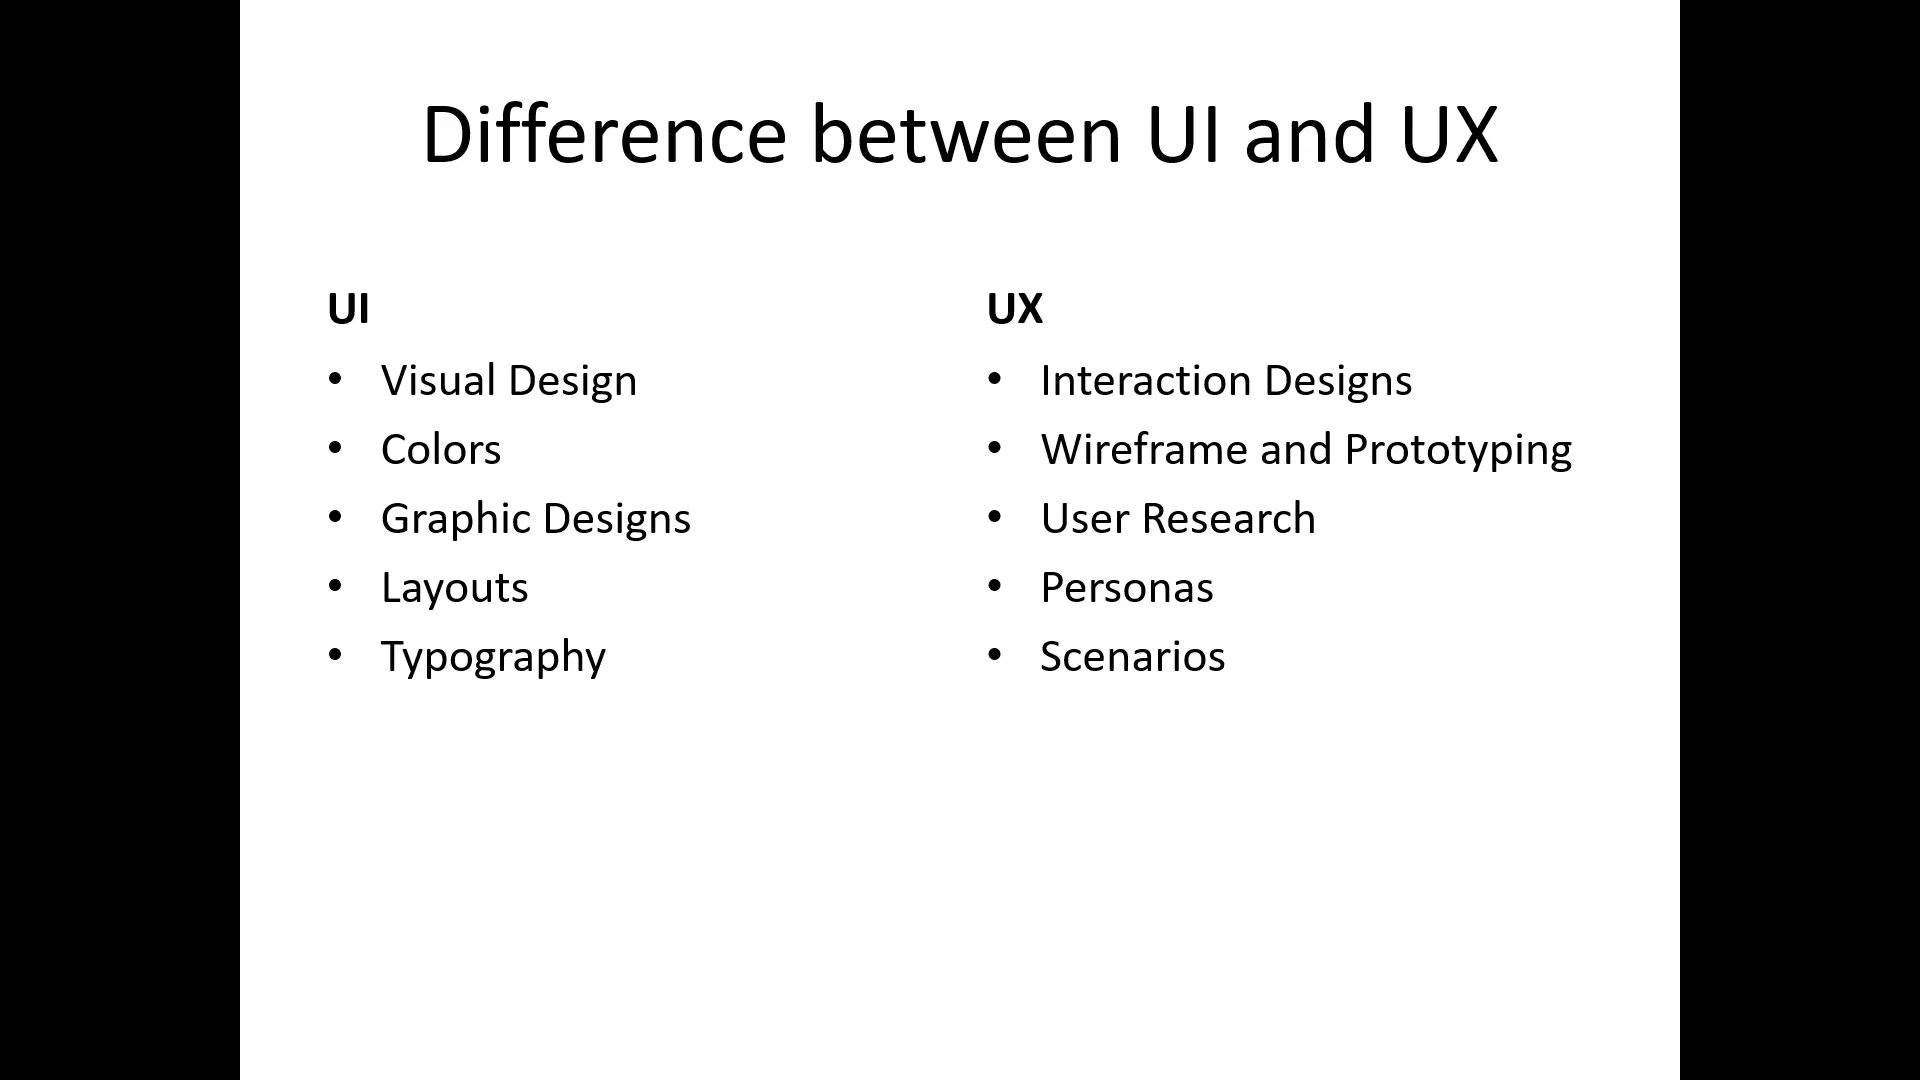 Difference between UI and UX
UI
• Visual Design
• Colors
• Graphic Designs
• Layouts
• Typography
UX
• Interaction Designs
• Wireframe and Prototyping
• User Research
• Personas
• Scenarios